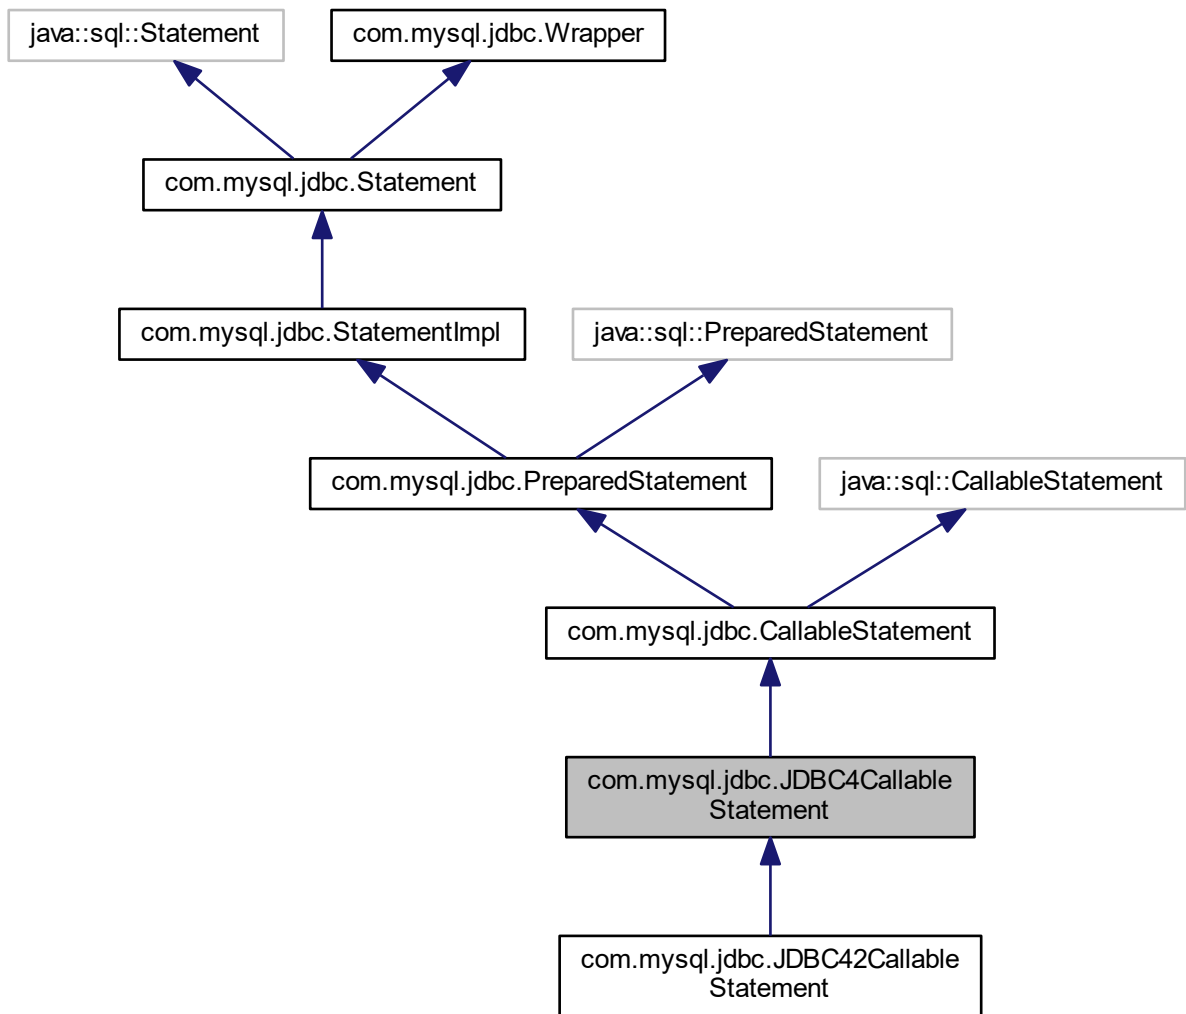 java::sql::Statement
com.mysql.jdbc.Wrapper
com.mysql.jdbc.Statement
com.mysql.jdbc.StatementImpl
java::sql::PreparedStatement
com.mysql.jdbc.PreparedStatement
java::sql::CallableStatement
com.mysql.jdbc.CallableStatement
com.mysql.jdbc.JDBC4Callable
Statement
com.mysql.jdbc.JDBC42Callable
Statement